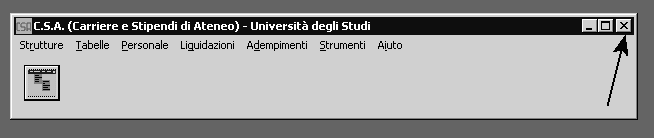 CSA C.S.A. (Carriere e Stipendi di Ateneo) - Università degli Studi
Strutture Tabelle Personale Liquidazioni Adempimenti Strumenti Aiuto